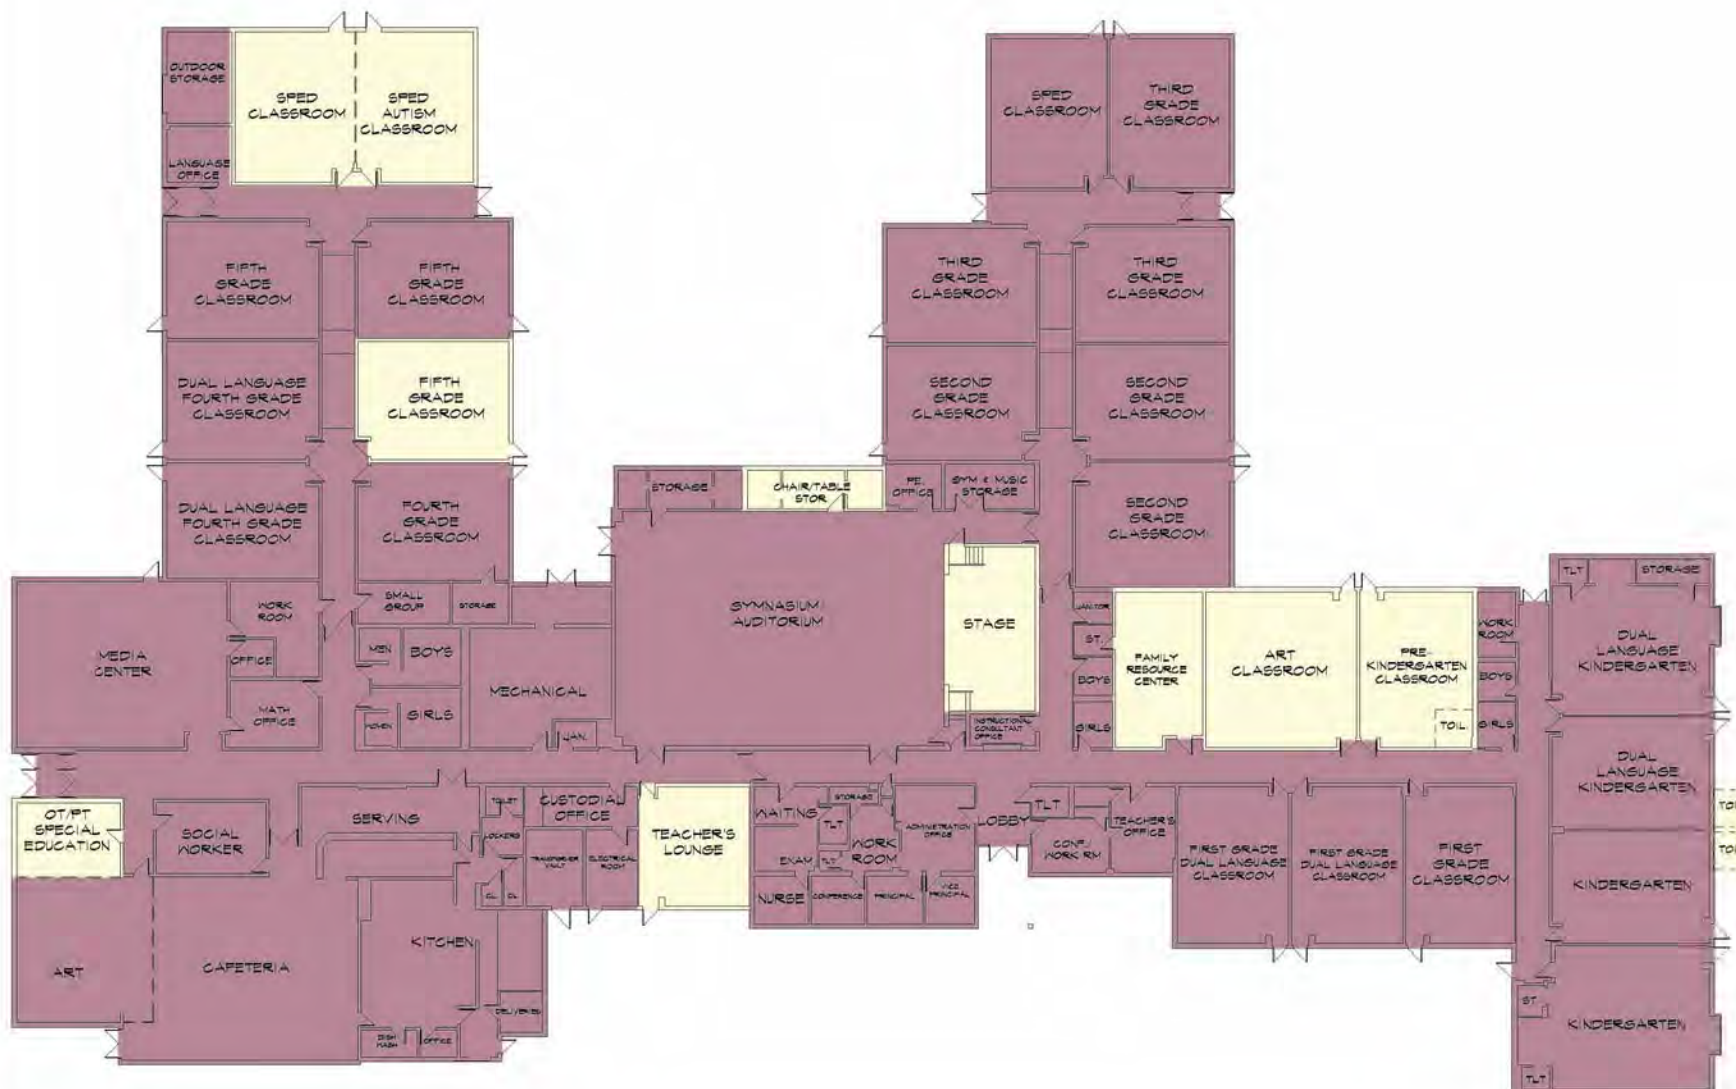 OUTDOOR
STORAGE
SPED
CLASSROOM
SPED
AUTISM
CLASSROOM
LANGUAGE
OFFICE
SPED
CLASSROOM
THIRD
GRADE
CLASSROOM
FIFTH
GRADE
CLASSROOM
FIFTH
GRADE
CLASSROOM
THIRD
GRADE
CLASSROOM
THIRD
GRADE
CLASSROOM
DUAL LANGUAGE
FOURTH GRADE
CLASSROOM
FIFTH
GRADE
CLASSROOM
SECOND
GRADE
CLASSROOM
SECOND
GRADE
CLASSROOM
DUAL LANGUAGE
FOURTH GRADE
CLASSROOM
FOURTH
GRADE
CLASSROOM
STORAGE
CHAIR/TABLE
STOR
P.E.
OFFICE
GYM & MUSIC
STORAGE
SECOND
GRADE
CLASSROOM
MEDIA
CENTER
WORK
ROOM
OFFICE
MATH
OFFICE
SMALL
GROUP
STORAGE
MEN
BOYS
WOMEN
GIRLS
MECHANICAL
JAN.
GYMNASIUM/
AUDITORIUM
STAGE
INSTRUCTIONAL
CONSULTANT
OFFICE
JANITOR
ST.
BOYS
GIRLS
FAMILY
RESOURCE
CENTER
ART
CLASSROOM
PRE-
KINDERGARTEN
CLASSROOM
TOIL.
WORK
ROOM
BOYS
GIRLS
TLT
STORAGE
DUAL
LANGUAGE
KINDERGARTEN
DUAL
LANGUAGE
KINDERGARTEN
KINDERGARTEN
KINDERGARTEN
ST.
TLT
OT/PT
SPECIAL
EDUCATION
SOCIAL
WORKER
SERVING
TOILET
LOCKERS
CUSTODIAL
OFFICE
TRANSFORMER
VAULT
ELECTRICAL
ROOM
CL.
CL.
TEACHER'S
LOUNGE
WAITING
STORAGE
TLT
WORK
ROOM
EXAM
TLT
ADMINISTRATION
OFFICE
NURSE
CONFERENCE
PRINCIPAL
VICE
PRINCIPAL
LOBBY
TLT
CONF./
WORK RM
TEACHER'S
OFFICE
FIRST GRADE
DUAL LANGUAGE
CLASSROOM
FIRST GRADE
DUAL LANGUAGE
CLASSROOM
FIRST
GRADE
CLASSROOM
ART
CAFETERIA
KITCHEN
DELIVERIES
DISH
WASH
OFFICE